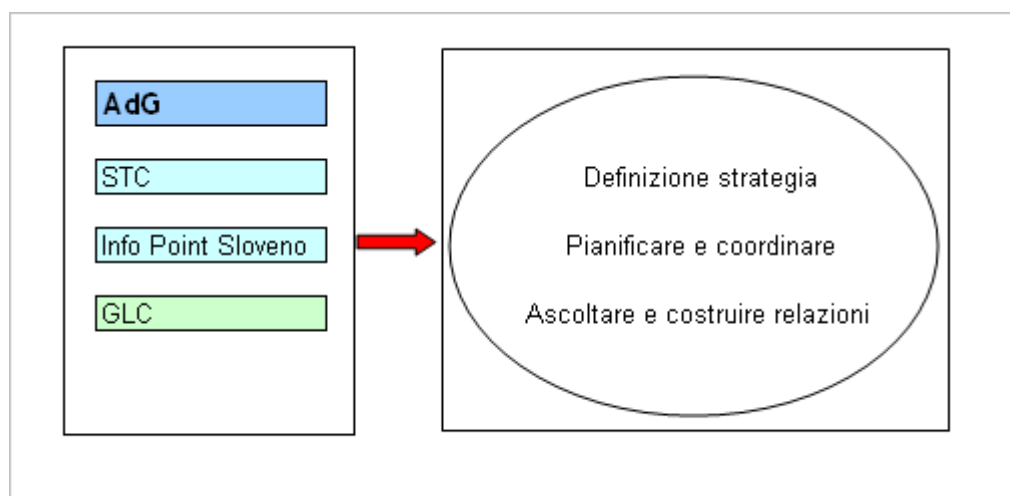 AdG
STC
Info Point Sloveno
GLC
Definizione strategia
Pianificare e coordinare
Ascoltare e costruire relazioni